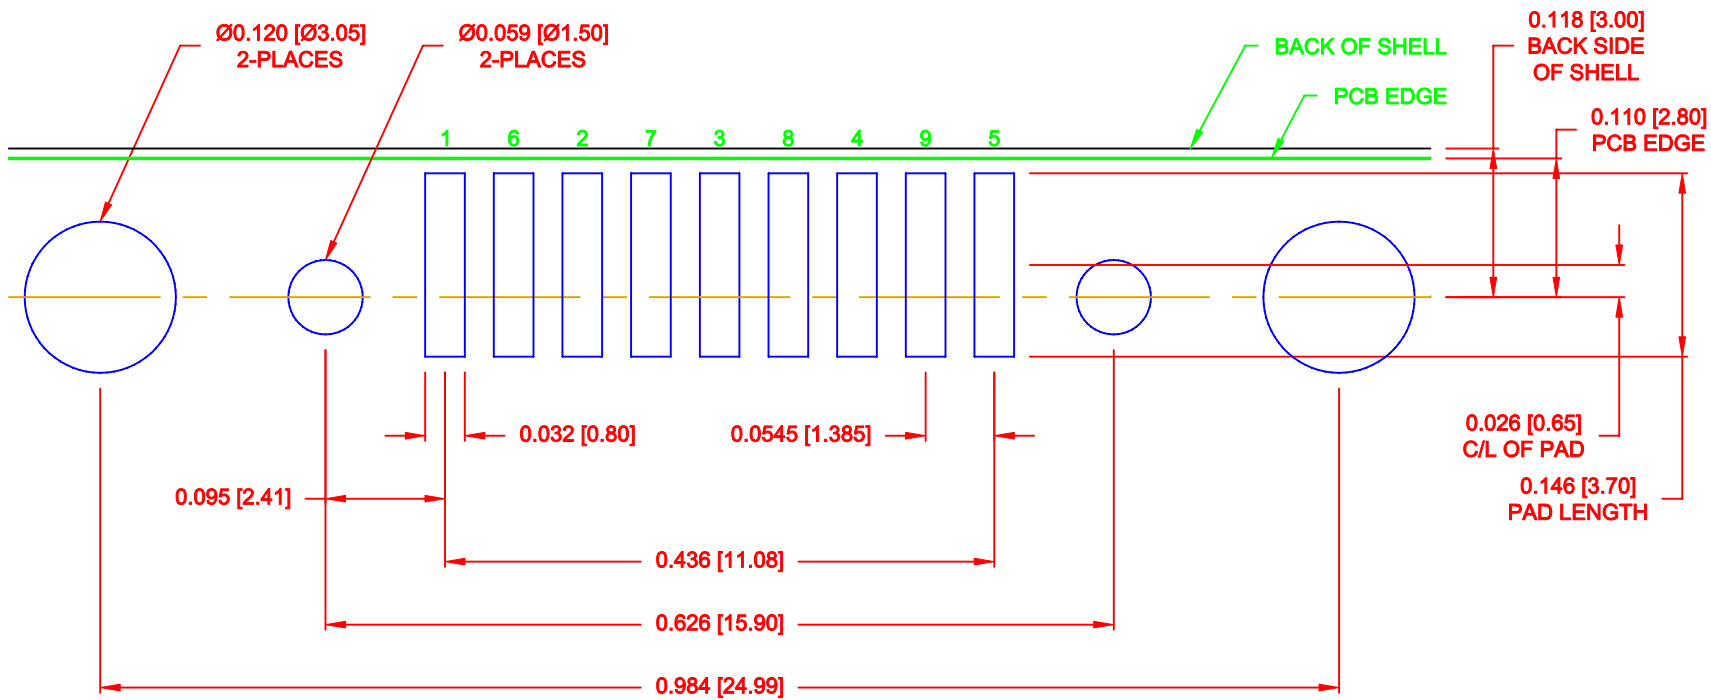 Ø0.120 [Ø3.05]
2-PLACES
Ø0.059 [Ø1.50]
2-PLACES
BACK OF SHELL
PCB EDGE
0.118 [3.00]
BACK SIDE
OF SHELL
0.110 [2.80]
PCB EDGE
1 6 2 7 3 8 4 9 5
0.032 [0.80]
0.0545 [1.385]
0.026 [0.65]
C/L OF PAD
0.095 [2.41]
0.146 [3.70]
PAD LENGTH
0.436 [11.08]
0.626 [15.90]
0.984 [24.99]